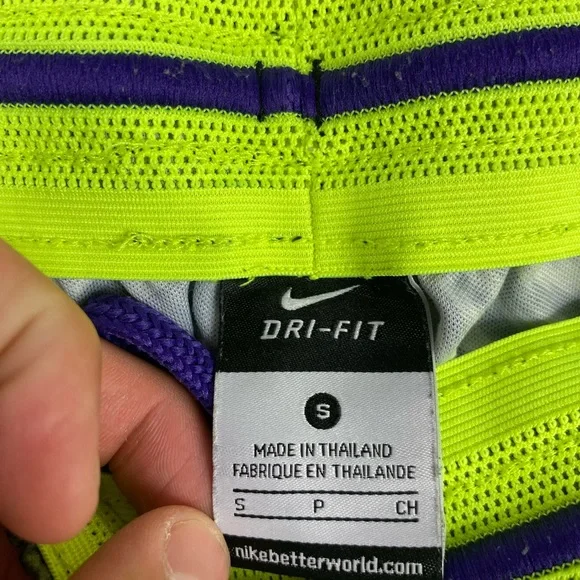 DRI-FIT
S
MADE IN THAILAND
FABRIQUE EN THAILANDE
S P CH
nikebetterworld.com